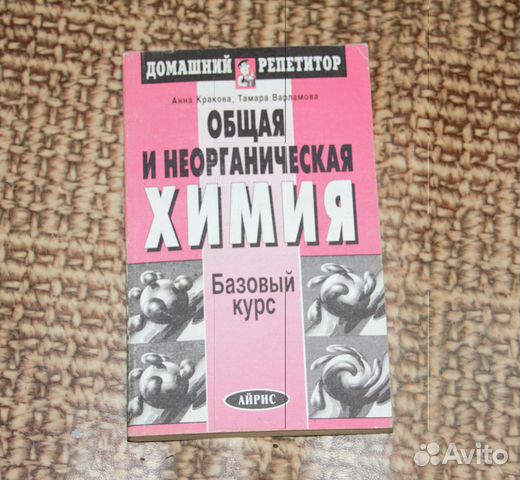 ДОМАШНИЙ РЕПЕТИТОР
Анна Кракова, Тамара Варламова
ОБЩАЯ
И НЕОРГАНИЧЕСКАЯ
ХИМИЯ
Базовый
курс
АЙРИС
Avito